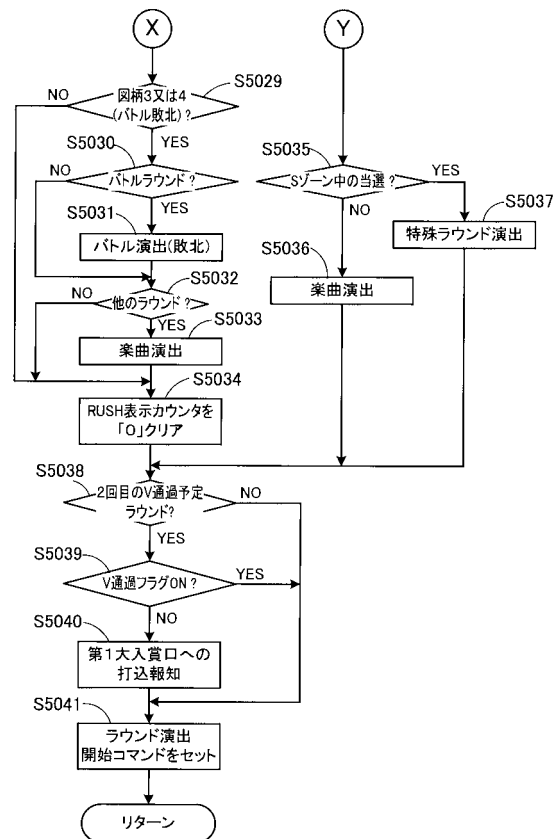 X
Y
S5029
NO
図柄3又は4
(バトル敗北)?
YES
S5030
NO
バトルラウンド?
YES
S5031
バトル演出(敗北)
S5032
NO
他のラウンド?
YES
S5033
楽曲演出
S5034
RUSH表示カウンタを
「0」クリア
S5035
Sゾーン中の当選?
YES
NO
S5036
楽曲演出
S5037
特殊ラウンド演出
S5038
2回目のV通過予定
ラウンド?
NO
YES
S5039
V通過フラグON?
YES
NO
S5040
第1大入賞口への
打込報知
S5041
ラウンド演出
開始コマンドをセット
リターン